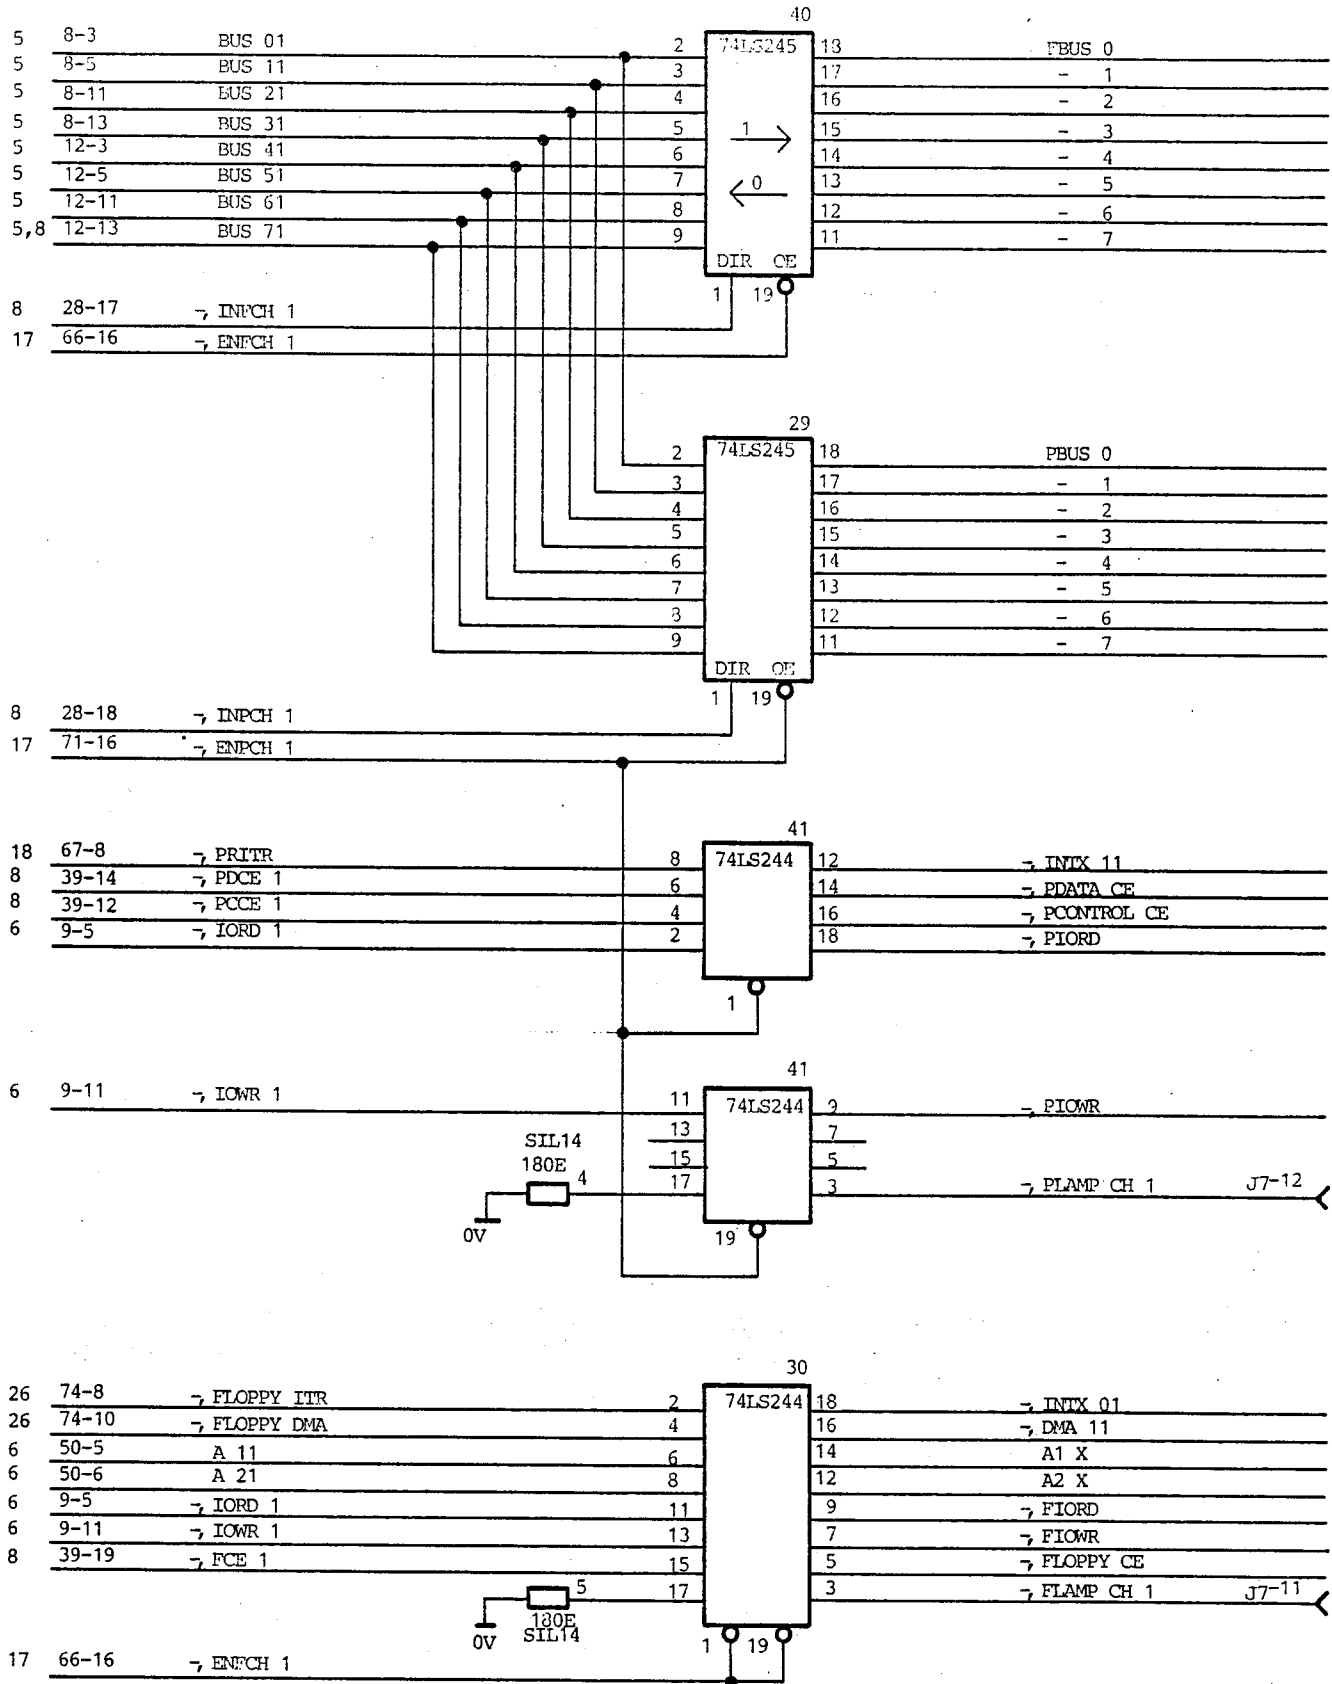 40
5 8-3 BUS 01 2 74LS245 18 FBUS 0
5 8-5 BUS 11 3 17 - 1
5 8-11 BUS 21 4 16 - 2
5 8-13 BUS 31 5 1 15 - 3
5 12-3 BUS 41 6 14 - 4
5 12-5 BUS 51 7 0 13 - 5
5 12-11 BUS 61 8 12 - 6
5,8 12-13 BUS 71 9 11 - 7
DIR OE
1 19
8 28-17 ¬, INFCH 1
17 66-16 ¬, ENFCH 1
29
2 74LS245 18 PBUS 0
3 17 - 1
4 16 - 2
5 15 - 3
6 14 - 4
7 13 - 5
8 12 - 6
9 11 - 7
DIR OE
1 19
8 28-18 ¬, INPCH 1
17 71-16 ¬, ENPCH 1
41
18 67-8 ¬, PRITR 8 74LS244 12 ¬, INTX 11
8 39-14 ¬, PDCE 1 6 14 ¬, PDATA CE
8 39-12 ¬, PCCE 1 4 16 ¬, PCONTROL CE
6 9-5 ¬, IORD 1 2 18 ¬, PIORD
1
41
6 9-11 ¬, IOWR 1 11 74LS244 9 ¬, PIOWR
13 7
SIL14
15 5
180E
4 17 3 ¬, PLAMP CH 1 J7-12
0V
19
30
26 74-8 ¬, FLOPPY ITR 2 74LS244 18 ¬, INTX 01
26 74-10 ¬, FLOPPY DMA 4 16 ¬, DMA 11
6 50-5 A 11 6 14 A1 X
6 50-6 A 21 8 12 A2 X
6 9-5 ¬, IORD 1 11 9 ¬, FIORD
6 9-11 ¬, IOWR 1 13 7 ¬, FIOWR
8 39-19 ¬, FCE 1 15 5 ¬, FLOPPY CE
5 17 3 ¬, FLAMP CH 1 J7-11
180E
SIL14
0V
1 19
17 66-16 ¬, ENFCH 1